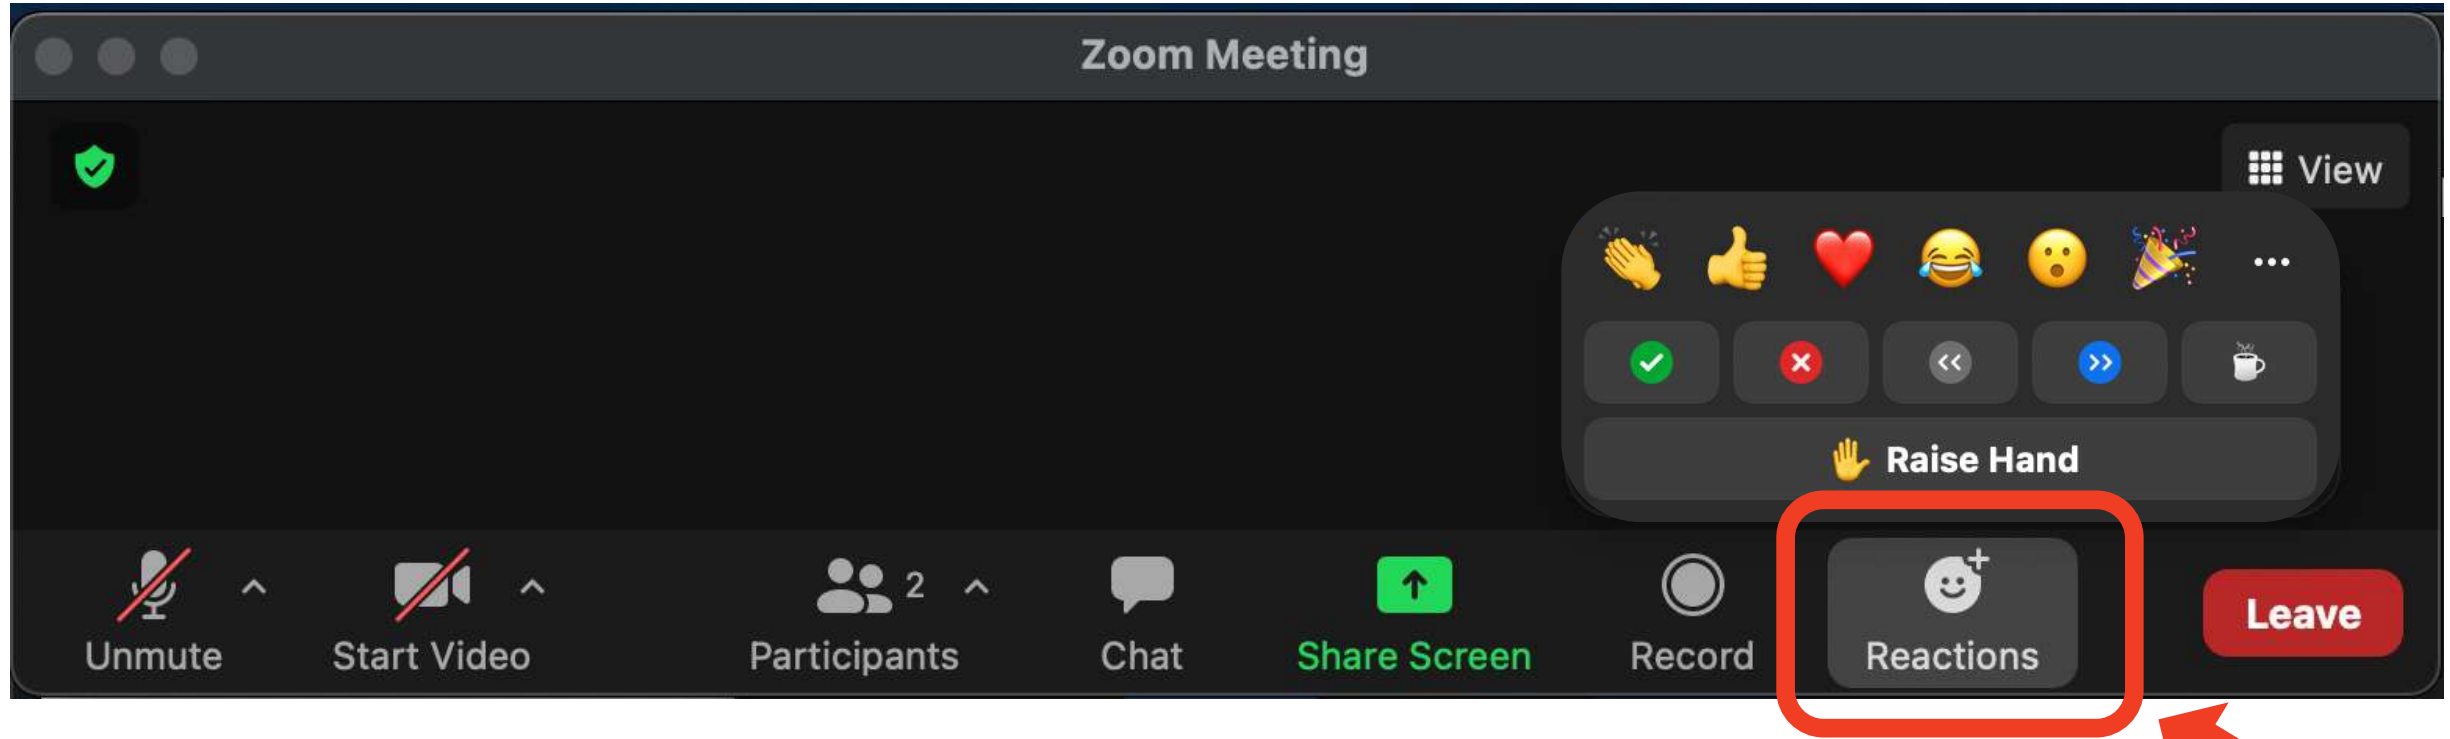 Zoom Meeting
View
Raise Hand
2
Unmute
Start Video
Participants
Chat
Share Screen
Record
Reactions
Leave